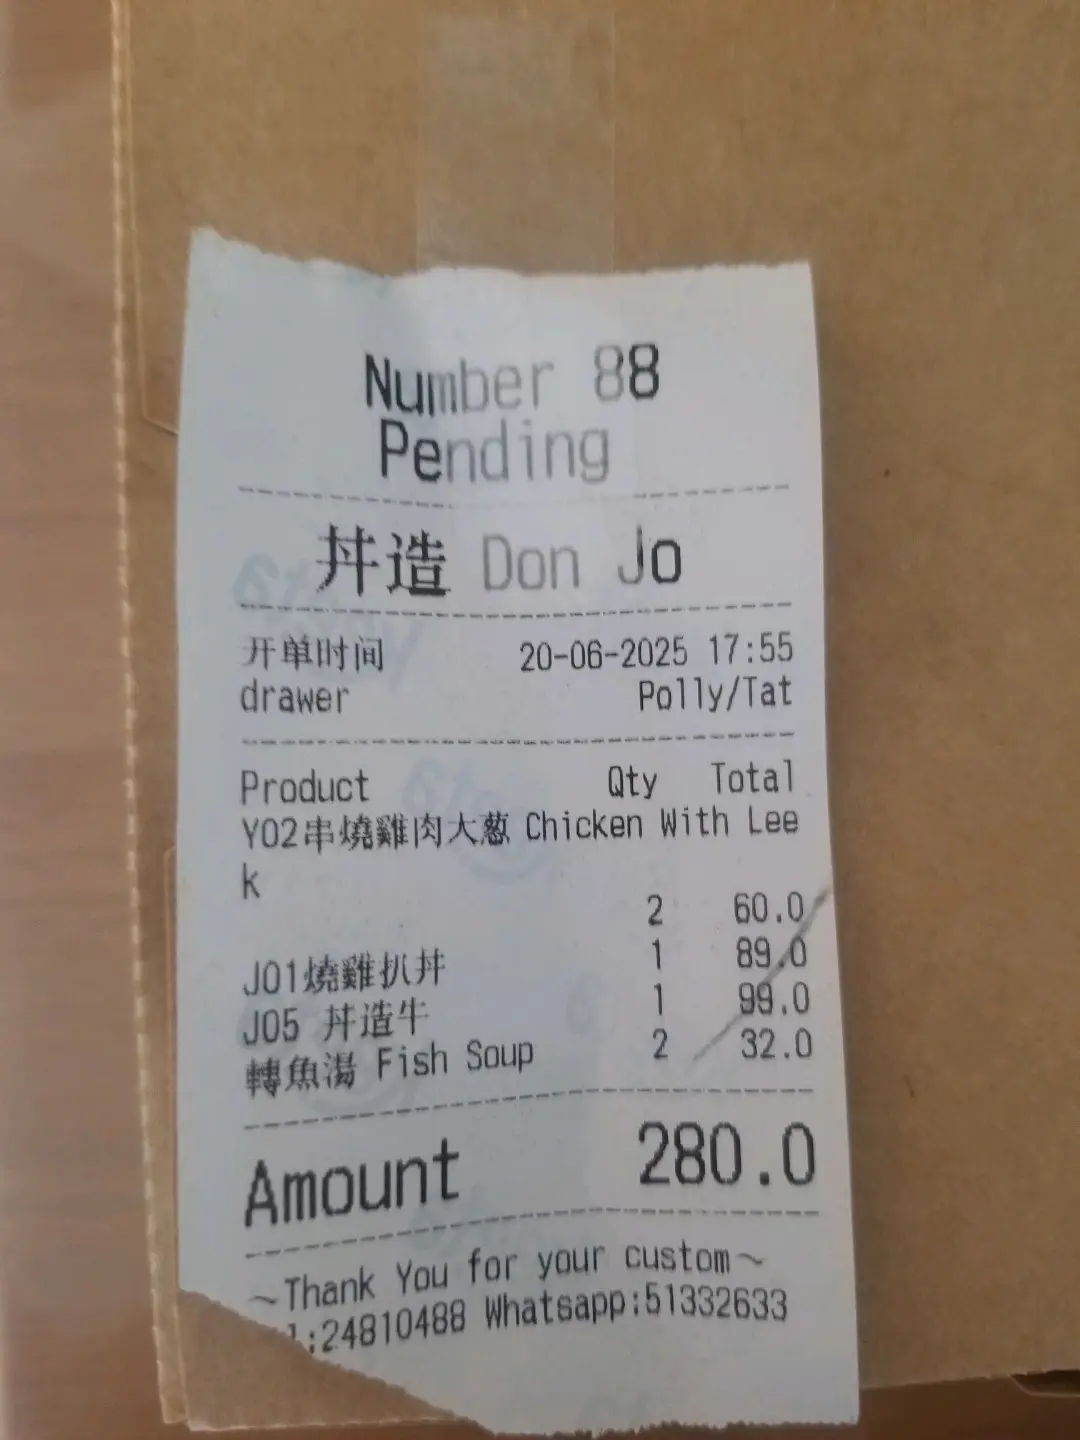 Number 88
Pending
丼造 Don Jo
开单时间 20-06-2025 17:55
drawer Polly/Tat
Product Qty Total
Y02串燒雞肉大葱 Chicken With Lee
k
2 60.0
J01燒雞扒丼 1 89.0
J05 丼造牛 1 99.0
轉魚湯 Fish Soup 2 32.0
Amount 280.0
~Thank You for your custom~
l:24810488 Whatsapp:51332633